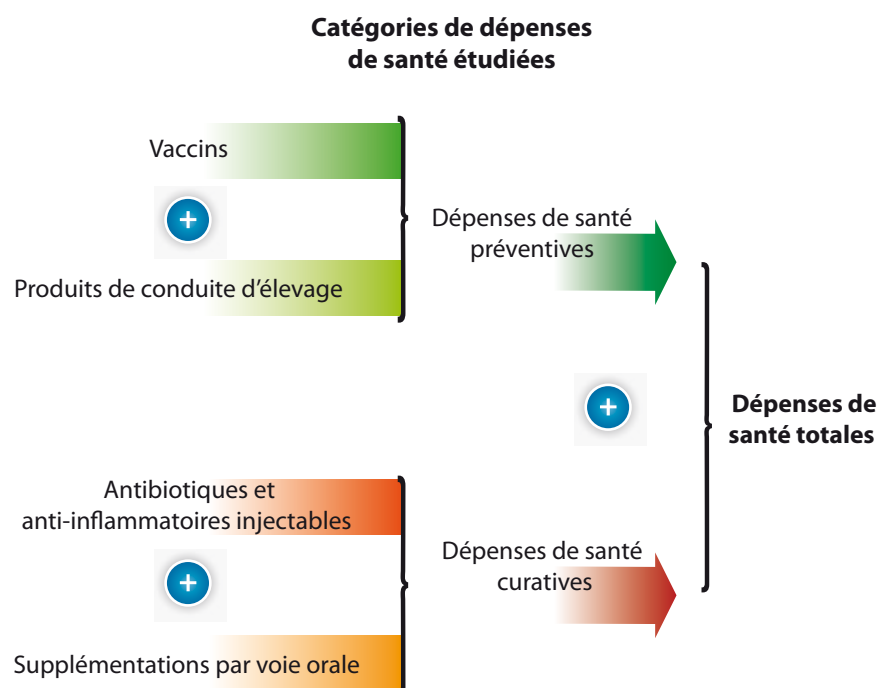 Catégories de dépenses
de santé étudiées
Vaccins
+
Produits de conduite d’élevage
Dépenses de santé
préventives
+
Dépenses de
santé totales
Antibiotiques et
anti-inflammatoires injectables
+
Supplémentations par voie orale
Dépenses de santé
curatives